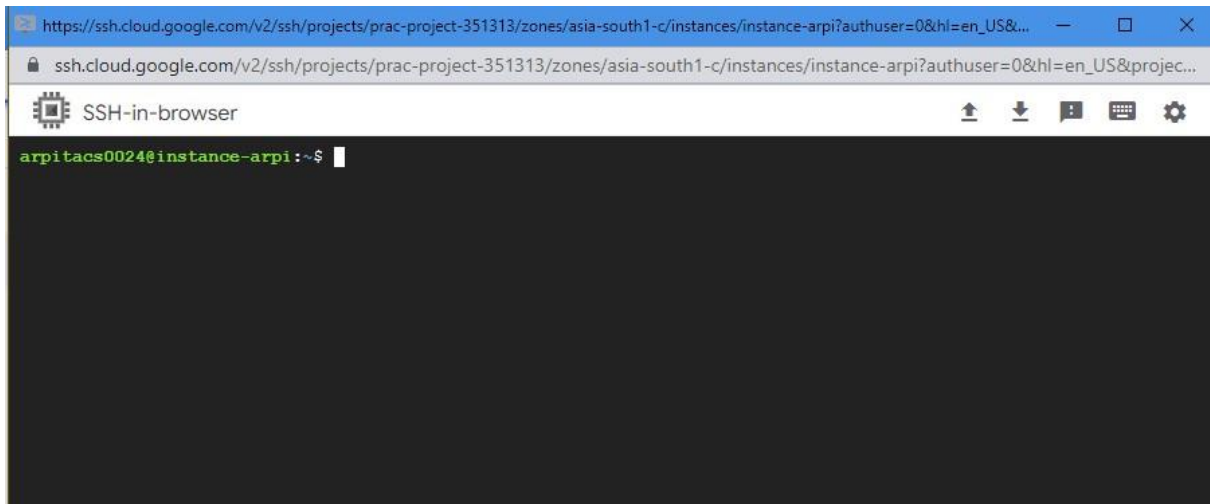 https://ssh.cloud.google.com/v2/ssh/projects/prac-project-351313/zones/asia-south1-c/instances/instance-arpi?authuser=0&hl=en_US&...
ssh.cloud.google.com/v2/ssh/projects/prac-project-351313/zones/asia-south1-c/instances/instance-arpi?authuser=0&hl=en_US&projec...
SSH-in-browser
arpitacs0024@instance-arpi:~$